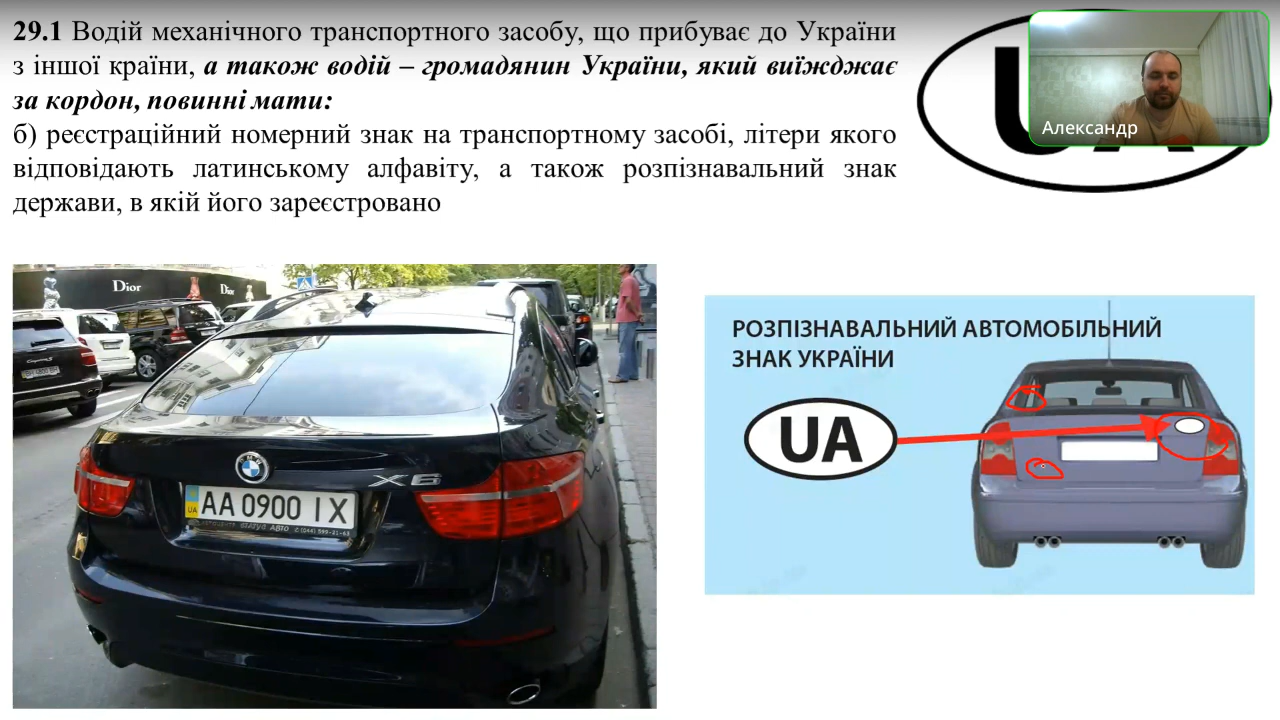 29.1 Водій механічного транспортного засобу, що прибуває до України
з іншої країни, а також водій – громадянин України, який виїжджає
за кордон, повинні мати:
б) реєстраційний номерний знак на транспортному засобі, літери якого
відповідають латинському алфавіту, а також розпізнавальний знак
держави, в якій його зареєстровано
Александр
Dior
Dior
BMW
X6
UA
AA 0900 IX
РОЗПІЗНАВАЛЬНИЙ АВТОМОБІЛЬНИЙ
ЗНАК УКРАЇНИ
UA